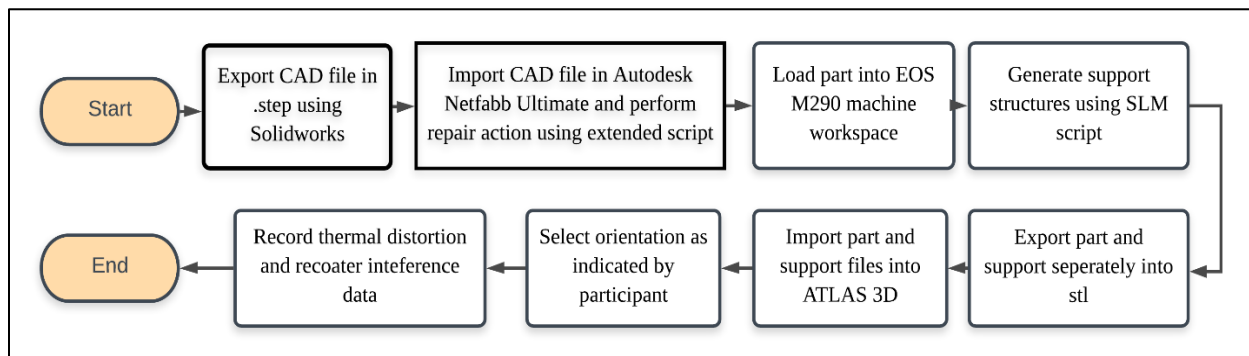 Start
Export CAD file in
.step using
Solidworks
Import CAD file in Autodesk
Netfabb Ultimate and perform
repair action using extended script
Load part into EOS
M290 machine
workspace
Generate support
structures using SLM
script
Export part and
support seperately into
stl
Import part and
support files into
ATLAS 3D
Select orientation as
indicated by
participant
Record thermal distortion
and recoater inteference
data
End